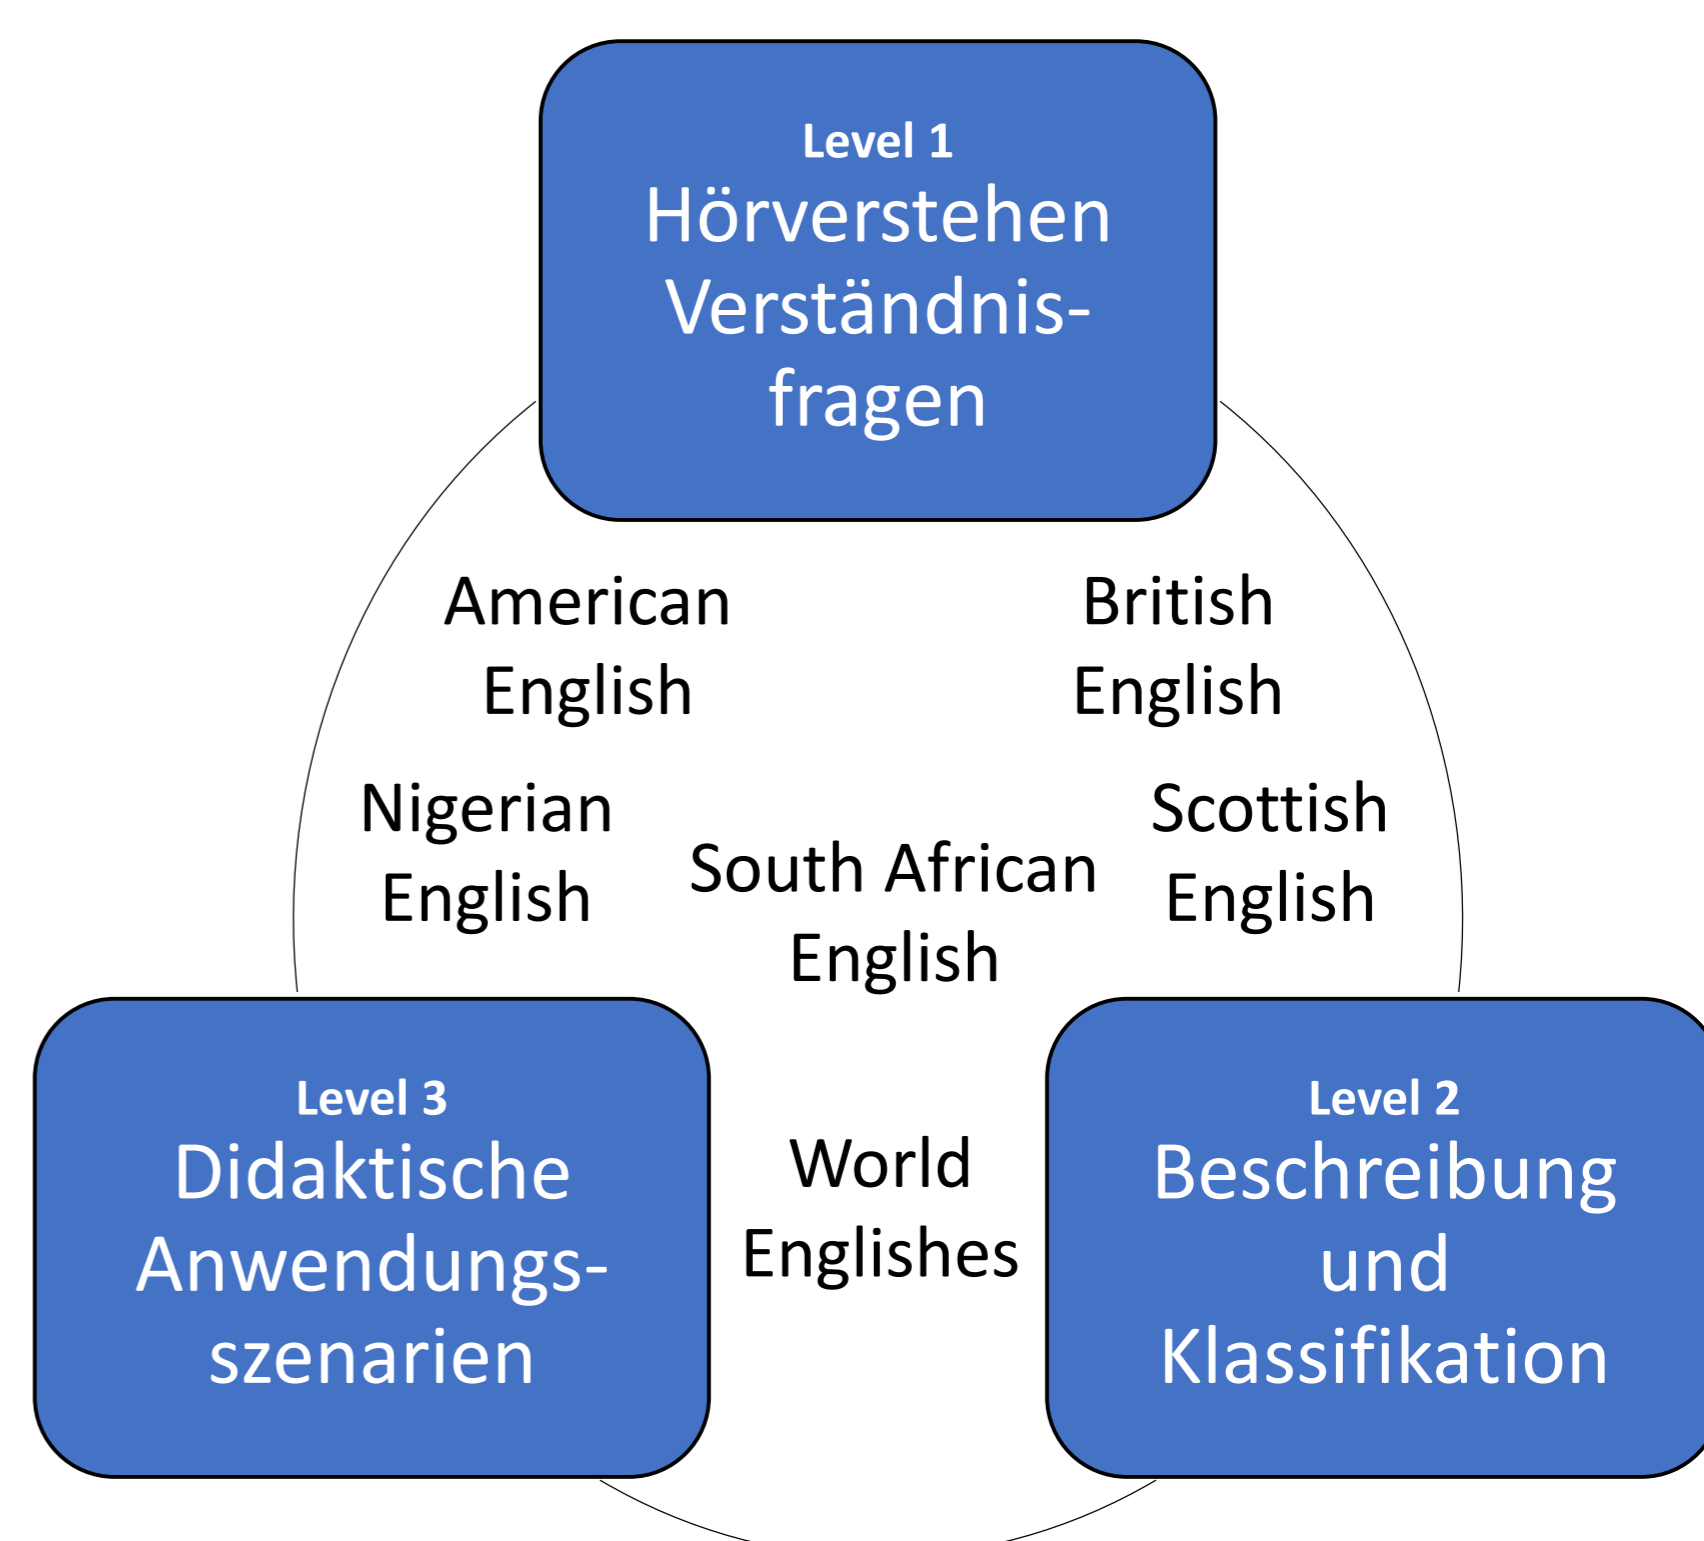 Level 1
Hörverstehen
Verständnis-
fragen
American
English
British
English
Nigerian
English
South African
English
Scottish
English
World
Englishes
Level 3
Didaktische
Anwendungs-
szenarien
Level 2
Beschreibung
und
Klassifikation